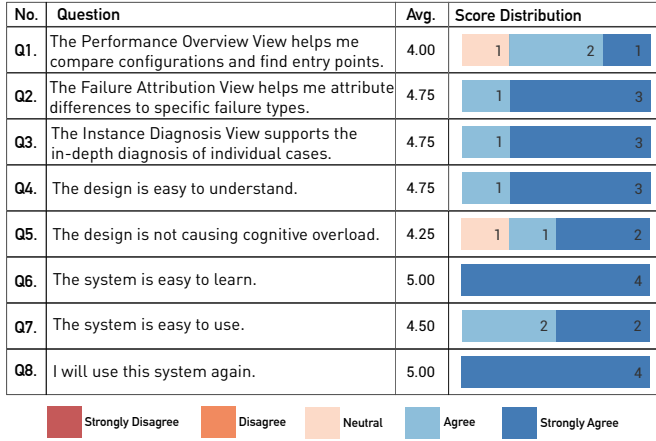 No. Question Avg. Score Distribution
Q1. The Performance Overview View helps me
compare configurations and find entry points. 4.00 1 2 1
Q2. The Failure Attribution View helps me attribute
differences to specific failure types. 4.75 1 3
Q3. The Instance Diagnosis View supports the
in-depth diagnosis of individual cases. 4.75 1 3
Q4. The design is easy to understand. 4.75 1 3
Q5. The design is not causing cognitive overload. 4.25 1 1 2
Q6. The system is easy to learn. 5.00 4
Q7. The system is easy to use. 4.50 2 2
Q8. I will use this system again. 5.00 4
Strongly Disagree Disagree Neutral Agree Strongly Agree